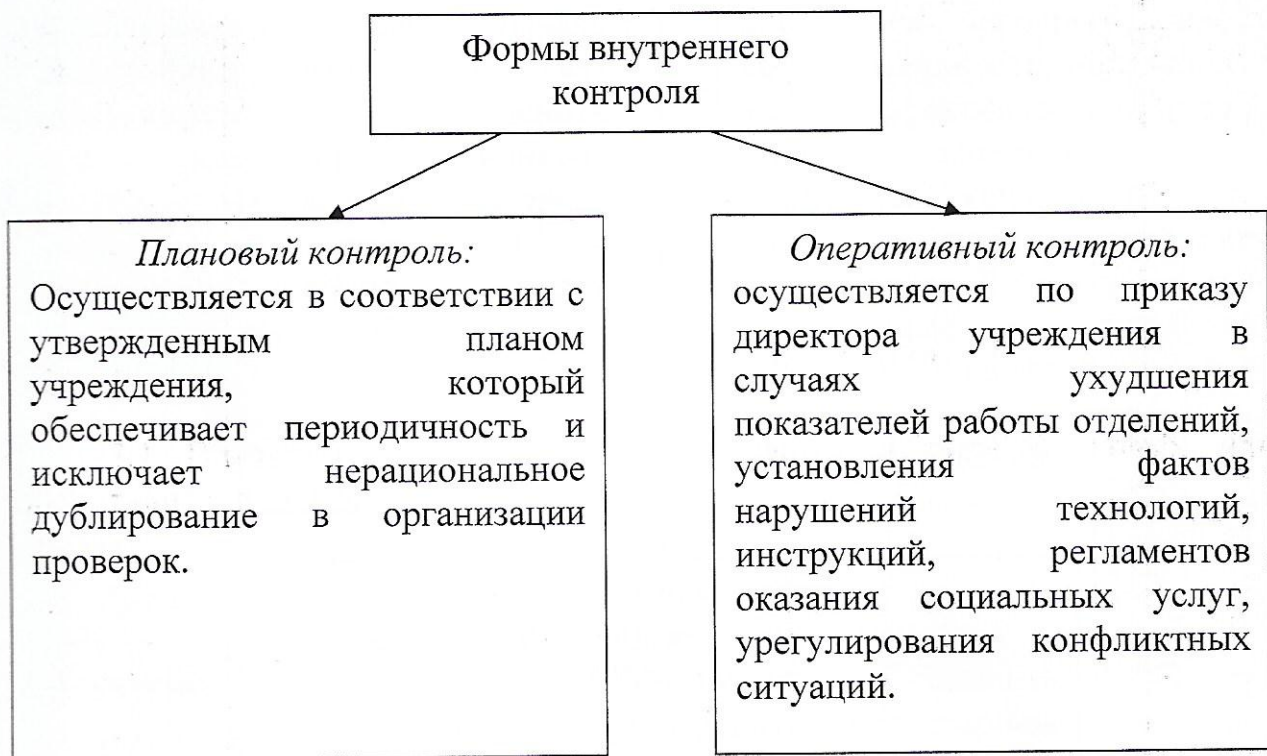 Формы внутреннего
контроля
Плановый контроль:
Осуществляется в соответствии с
утвержденным планом
учреждения, который
обеспечивает периодичность и
исключает нерациональное
дублирование в организации
проверок.
Оперативный контроль:
осуществляется по приказу
директора учреждения в
случаях ухудшения
показателей работы отделений,
установления фактов
нарушений технологий,
инструкций, регламентов
оказания социальных услуг,
урегулирования конфликтных
ситуаций.